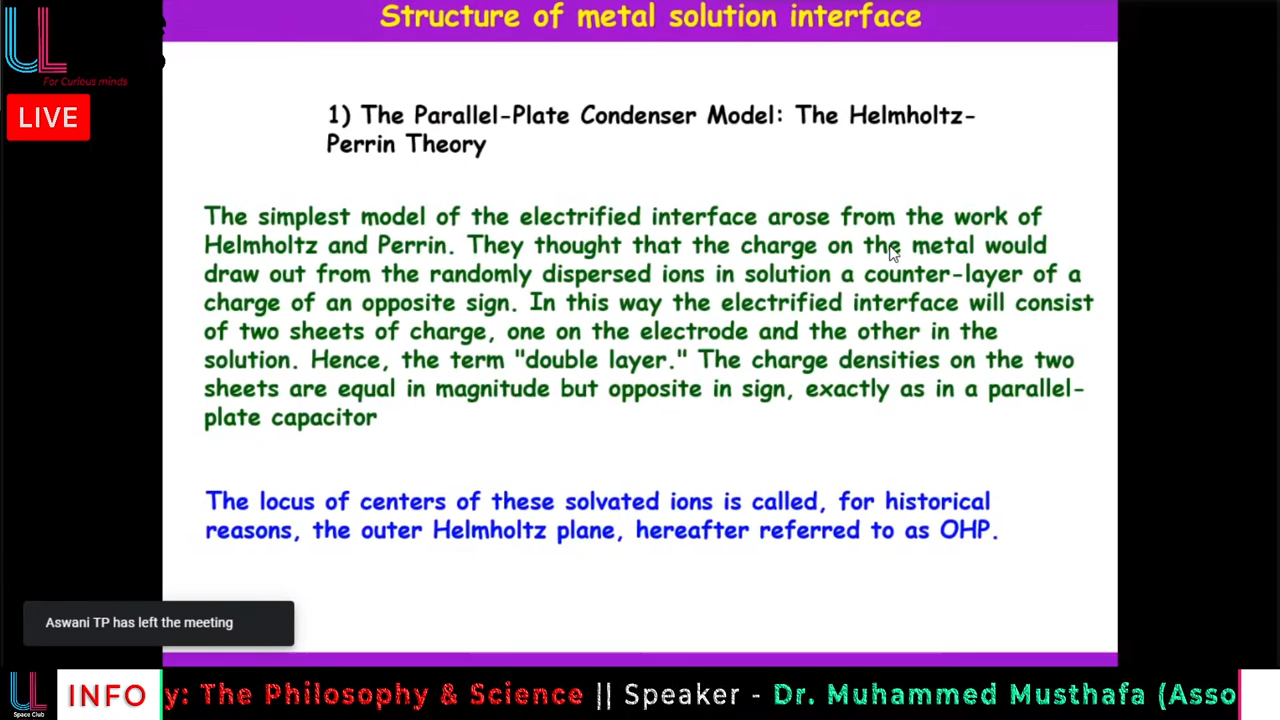 Structure of metal solution interface
UL
For Curious minds
LIVE
1) The Parallel-Plate Condenser Model: The Helmholtz-
Perrin Theory
The simplest model of the electrified interface arose from the work of
Helmholtz and Perrin. They thought that the charge on the metal would
draw out from the randomly dispersed ions in solution a counter-layer of a
charge of an opposite sign. In this way the electrified interface will consist
of two sheets of charge, one on the electrode and the other in the
solution. Hence, the term "double layer." The charge densities on the two
sheets are equal in magnitude but opposite in sign, exactly as in a parallel-
plate capacitor
The locus of centers of these solvated ions is called, for historical
reasons, the outer Helmholtz plane, hereafter referred to as OHP.
Aswani TP has left the meeting
UL
Space Club
INFO
y: The Philosophy & Science || Speaker - Dr. Muhammed Musthafa (Asso